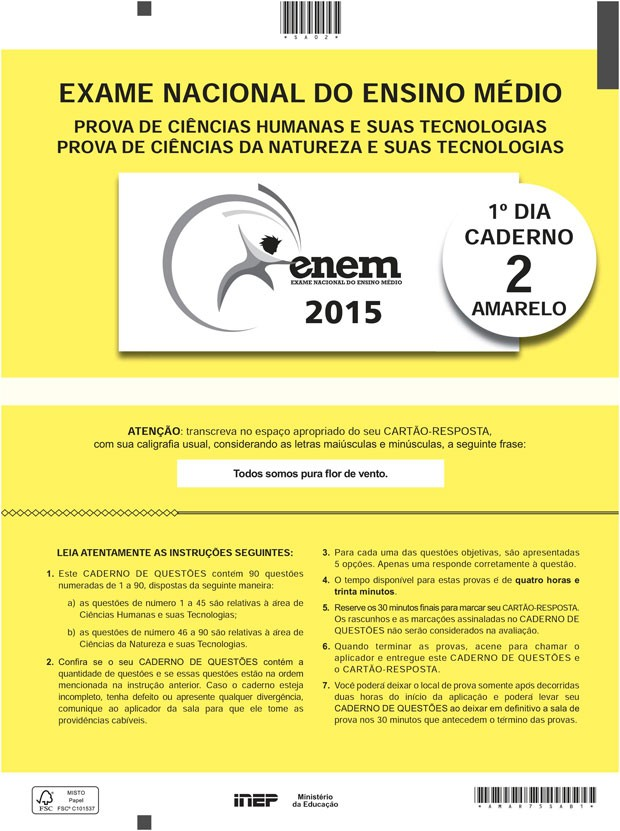 *SA02*
EXAME NACIONAL DO ENSINO MÉDIO
PROVA DE CIÊNCIAS HUMANAS E SUAS TECNOLOGIAS
PROVA DE CIÊNCIAS DA NATUREZA E SUAS TECNOLOGIAS
enem
EXAME NACIONAL DO ENSINO MÉDIO
2015
1º DIA
CADERNO
2
AMARELO
ATENÇÃO: transcreva no espaço apropriado do seu CARTÃO-RESPOSTA,
com sua caligrafia usual, considerando as letras maiúsculas e minúsculas, a seguinte frase:
Todos somos pura flor de vento.
LEIA ATENTAMENTE AS INSTRUÇÕES SEGUINTES:
1. Este CADERNO DE QUESTÕES contém 90 questões
numeradas de 1 a 90, dispostas da seguinte maneira:
a) as questões de número 1 a 45 são relativas à área de
Ciências Humanas e suas Tecnologias;
b) as questões de número 46 a 90 são relativas à área de
Ciências da Natureza e suas Tecnologias.
2. Confira se o seu CADERNO DE QUESTÕES contém a
quantidade de questões e se essas questões estão na ordem
mencionada na instrução anterior. Caso o caderno esteja
incompleto, tenha defeito ou apresente qualquer divergência,
comunique ao aplicador da sala para que ele tome as
providências cabíveis.
3. Para cada uma das questões objetivas, são apresentadas
5 opções. Apenas uma responde corretamente à questão.
4. O tempo disponível para estas provas é de quatro horas e
trinta minutos.
5. Reserve os 30 minutos finais para marcar seu CARTÃO-RESPOSTA.
Os rascunhos e as marcações assinaladas no CADERNO DE
QUESTÕES não serão considerados na avaliação.
6. Quando terminar as provas, acene para chamar o
aplicador e entregue este CADERNO DE QUESTÕES e
o CARTÃO-RESPOSTA.
7. Você poderá deixar o local de prova somente após decorridas
duas horas do início da aplicação e poderá levar seu
CADERNO DE QUESTÕES ao deixar em definitivo a sala de
prova nos 30 minutos que antecedem o término das provas.
FSC
MISTO
Papel
FSC® C101537
INEP
Ministério
da Educação
*AMAR75SAB1*